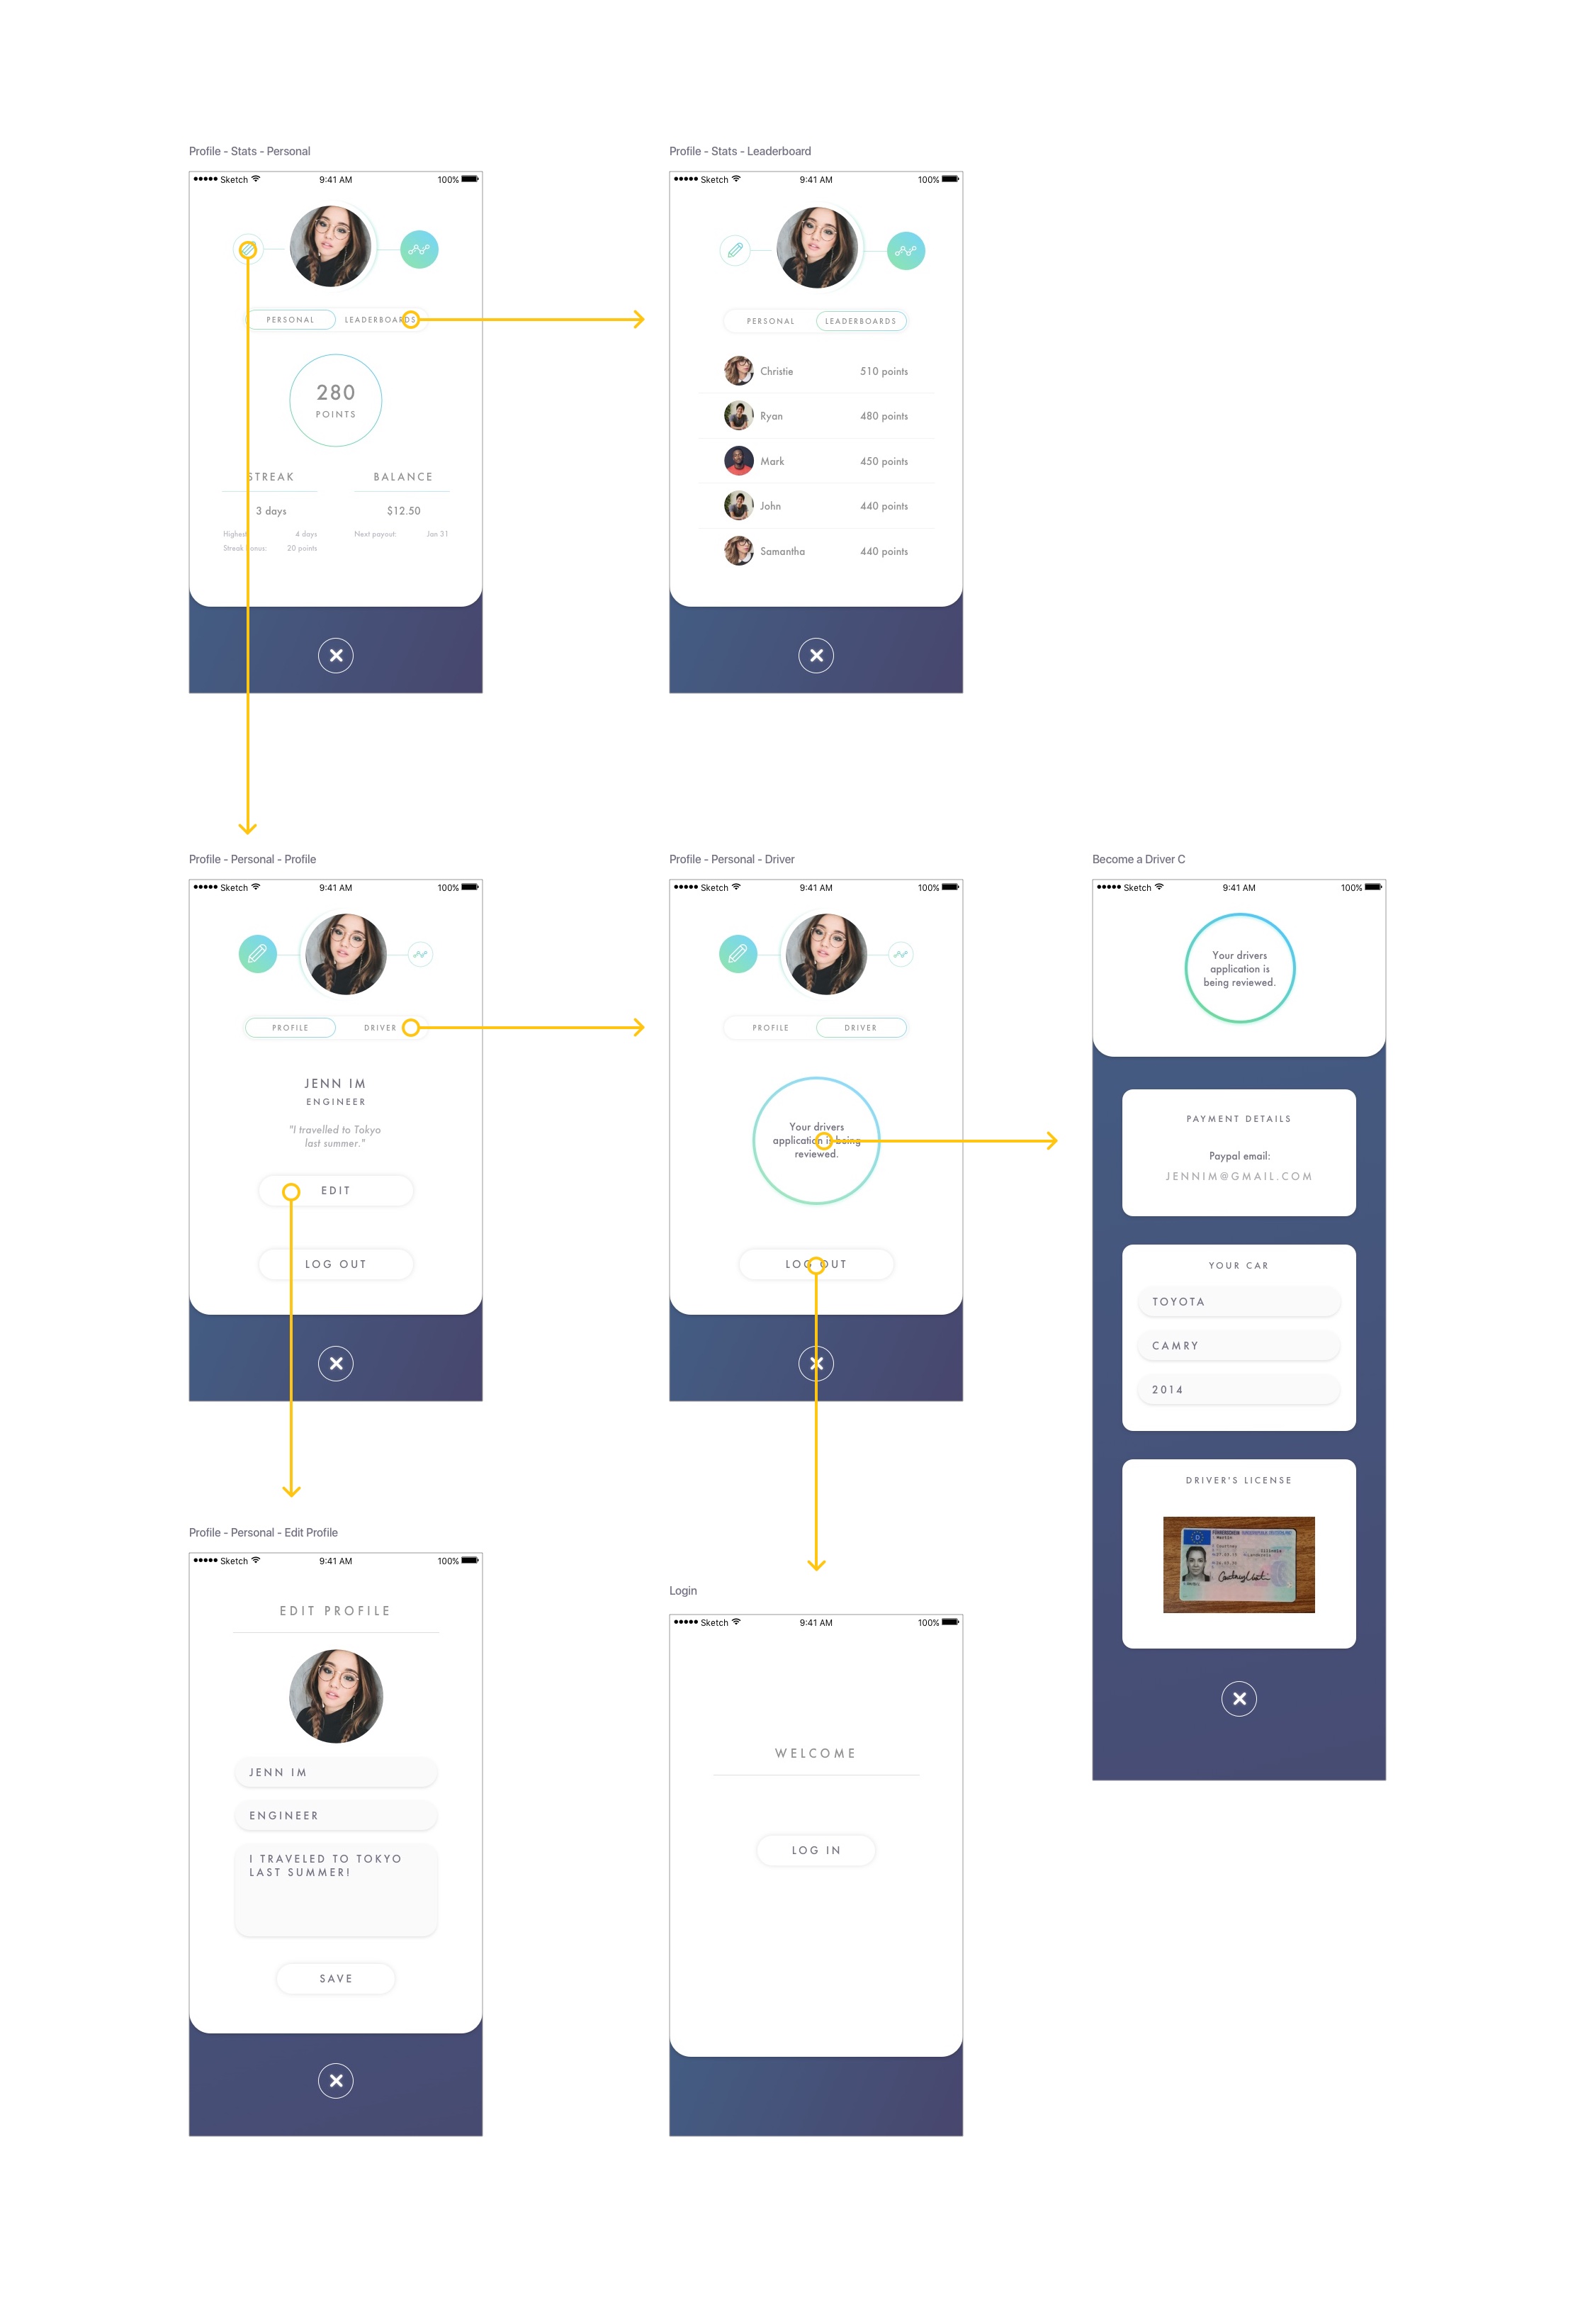 Profile - Stats - Personal
Sketch 9:41 AM 100%
PERSONAL LEADERBOARDS
280
POINTS
STREAK BALANCE
3 days $12.50
Highest 4 days Next payout: Jan 31
Streak 20 points
Profile - Stats - Leaderboard
Sketch 9:41 AM 100%
PERSONAL LEADERBOARDS
Christie 510 points
Ryan 480 points
Mark 450 points
John 440 points
Samantha 440 points
Profile - Personal - Profile
Sketch 9:41 AM 100%
PROFILE DRIVER
JENN IM
ENGINEER
"I travelled to Tokyo
last summer."
EDIT
LOG OUT
Profile - Personal - Driver
Sketch 9:41 AM 100%
PROFILE DRIVER
Your drivers
application is being
reviewed.
LOG OUT
Become a Driver C
Sketch 9:41 AM 100%
Your drivers
application is
being reviewed.
PAYMENT DETAILS
Paypal email:
JENNIM@GMAIL.COM
YOUR CAR
TOYOTA
CAMRY
2014
DRIVER'S LICENSE
Profile - Personal - Edit Profile
Sketch 9:41 AM 100%
EDIT PROFILE
JENN IM
ENGINEER
I TRAVELED TO TOKYO
LAST SUMMER!
SAVE
Login
Sketch 9:41 AM 100%
WELCOME
LOG IN